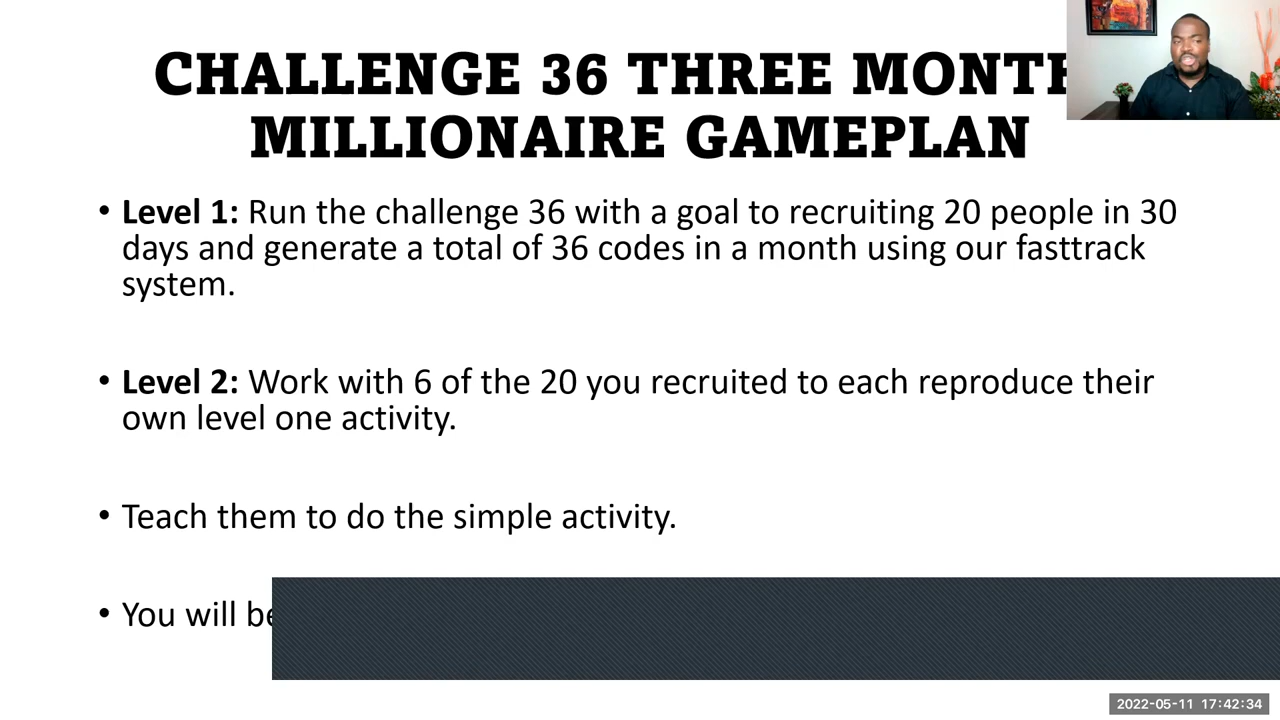 CHALLENGE 36 THREE MONTH
MILLIONAIRE GAMEPLAN
• Level 1: Run the challenge 36 with a goal to recruiting 20 people in 30
days and generate a total of 36 codes in a month using our fasttrack
system.
• Level 2: Work with 6 of the 20 you recruited to each reproduce their
own level one activity.
• Teach them to do the simple activity.
• You will be
2022-05-11 17:42:34